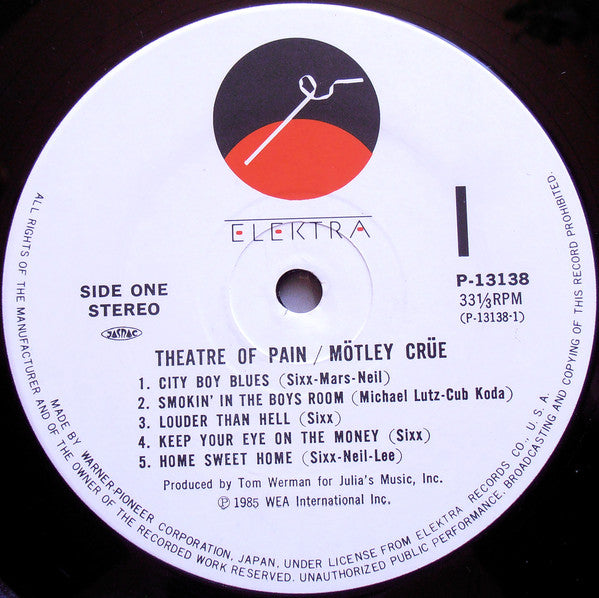 ELEKTRA
I
SIDE ONE
STEREO
JASRAC
P-13138
33⅓RPM
(P-13138-1)
THEATRE OF PAIN / MÖTLEY CRÜE
1. CITY BOY BLUES (Sixx-Mars-Neil)
2. SMOKIN' IN THE BOYS ROOM (Michael Lutz-Cub Koda)
3. LOUDER THAN HELL (Sixx)
4. KEEP YOUR EYE ON THE MONEY (Sixx)
5. HOME SWEET HOME (Sixx-Neil-Lee)
Produced by Tom Werman for Julia's Music, Inc.
Ⓟ 1985 WEA International Inc.
MADE BY WARNER-PIONEER CORPORATION, JAPAN, UNDER LICENSE FROM ELEKTRA RECORDS CO., U.S.A.
ALL RIGHTS OF THE MANUFACTURER AND OF THE OWNER OF THE RECORDED WORK RESERVED. UNAUTHORIZED PUBLIC PERFORMANCE, BROADCASTING AND COPYING OF THIS RECORD PROHIBITED.